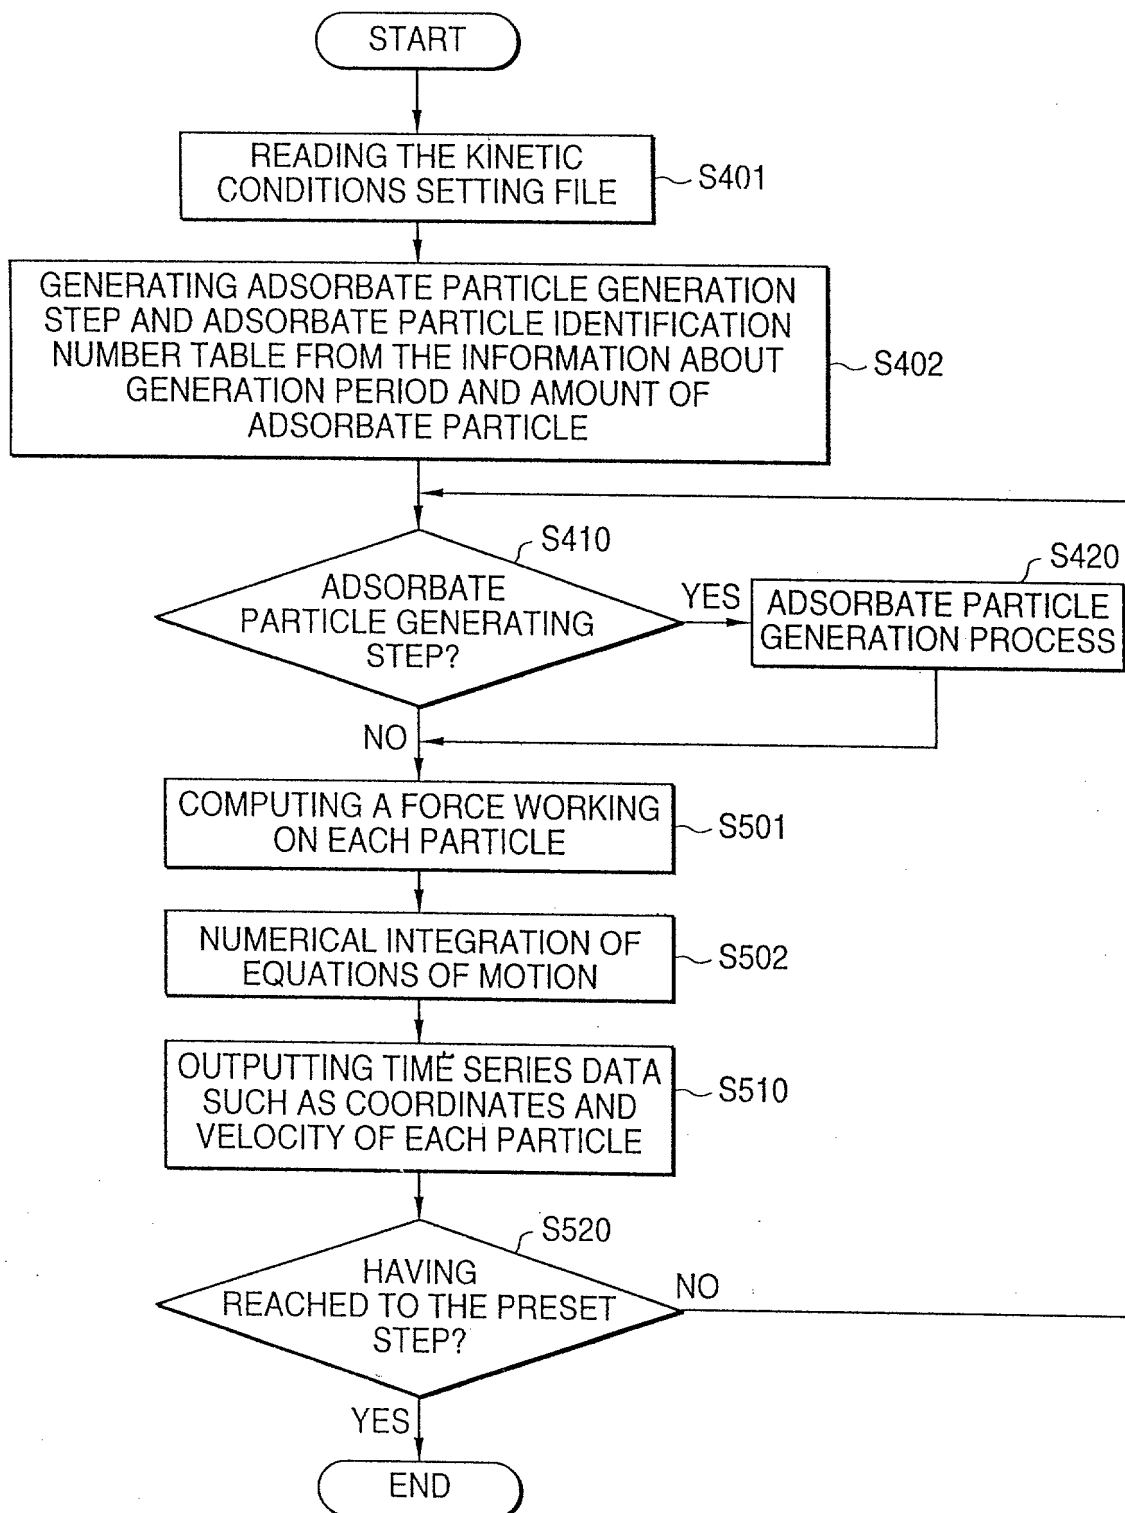 START
READING THE KINETIC
CONDITIONS SETTING FILE
S401
GENERATING ADSORBATE PARTICLE GENERATION
STEP AND ADSORBATE PARTICLE IDENTIFICATION
NUMBER TABLE FROM THE INFORMATION ABOUT
GENERATION PERIOD AND AMOUNT OF
ADSORBATE PARTICLE
S402
S410
ADSORBATE
PARTICLE GENERATING
STEP?
YES
S420
ADSORBATE PARTICLE
GENERATION PROCESS
NO
COMPUTING A FORCE WORKING
ON EACH PARTICLE
S501
NUMERICAL INTEGRATION OF
EQUATIONS OF MOTION
S502
OUTPUTTING TIME SERIES DATA
SUCH AS COORDINATES AND
VELOCITY OF EACH PARTICLE
S510
S520
HAVING
REACHED TO THE PRESET
STEP?
NO
YES
END